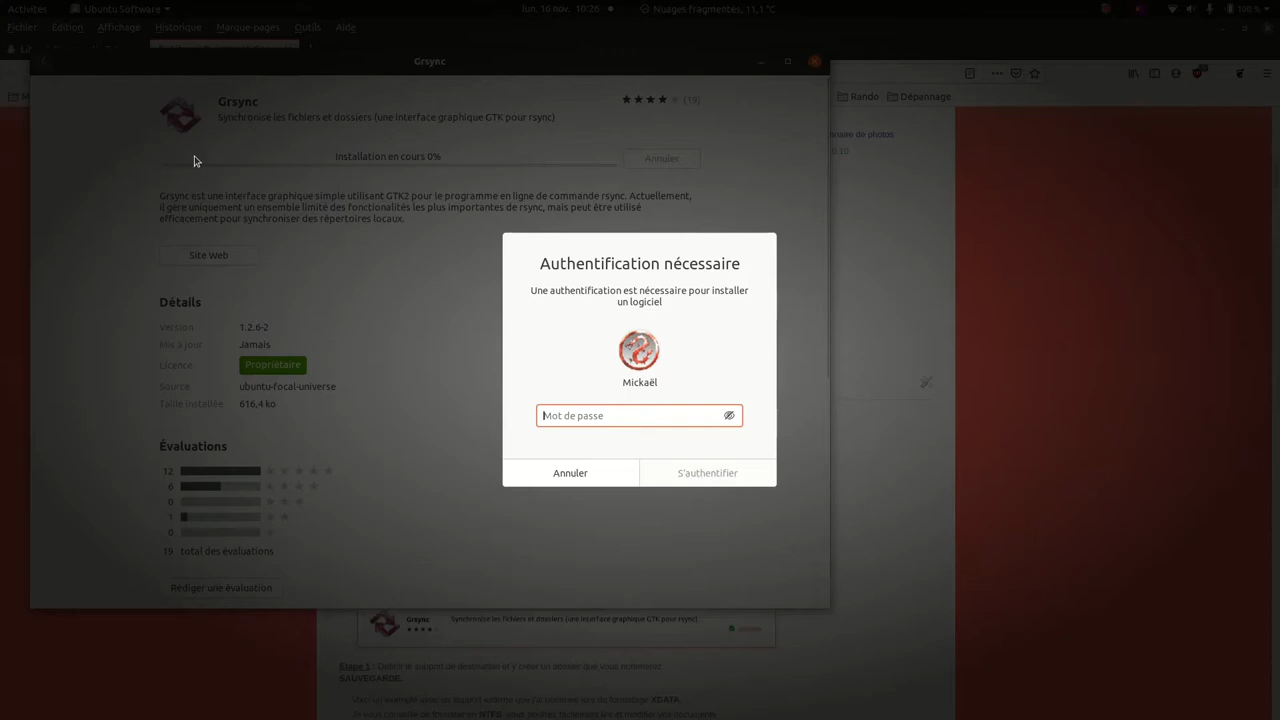 Activités
Ubuntu Software
lun. 16 nov. 10:26
Nuages fragmentés, 11,1 °C
100 %
Fichier Édition Affichage Historique Marque-pages Outils Aide
Grsync
Rando
Dépannage
Grsync
Synchronise les fichiers et dossiers (une interface graphique GTK pour rsync)
(19)
Installation en cours 0%
Annuler
Grsync est une interface graphique simple utilisant GTK2 pour le programme en ligne de commande rsync. Actuellement,
il gère uniquement un ensemble limité des fonctionalités les plus importantes de rsync, mais peut être utilisé
efficacement pour synchroniser des répertoires locaux.
Site Web
Détails
Version 1.2.6-2
Mis à jour Jamais
Licence Propriétaire
Source ubuntu-focal-universe
Taille installée 616,4 ko
Évaluations
12
6
0
1
0
19 total des évaluations
Rédiger une évaluation
Authentification nécessaire
Une authentification est nécessaire pour installer
un logiciel
Mickaël
Mot de passe
Annuler
S'authentifier
nnaire de photos
Grsync
Synchronise les fichiers et dossiers (une interface graphique GTK pour rsync)
Etape 1 : Définir le support de destination et y créer un dossier que vous nommerez
SAUVEGARDE.